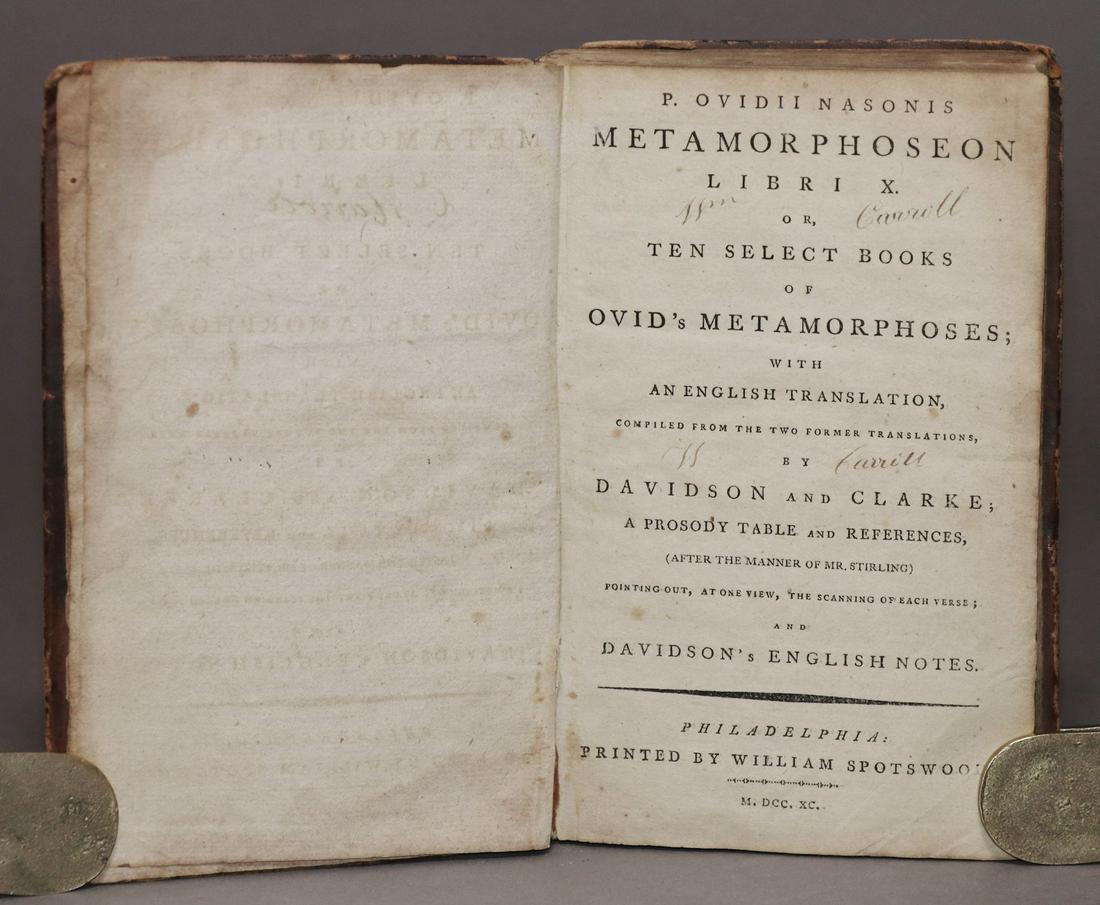 P. OVIDII NASONIS
METAMORPHOSEON
LIBRI X.
Wm Carroll
OR,
TEN SELECT BOOKS
OF
OVID's METAMORPHOSES;
WITH
AN ENGLISH TRANSLATION,
COMPILED FROM THE TWO FORMER TRANSLATIONS,
BY
DAVIDSON AND CLARKE;
A PROSODY TABLE AND REFERENCES,
(AFTER THE MANNER OF MR. STIRLING)
POINTING OUT, AT ONE VIEW, THE SCANNING OF EACH VERSE;
AND
DAVIDSON's ENGLISH NOTES.
PHILADELPHIA:
PRINTED BY WILLIAM SPOTSWOO
M. DCC. XC.